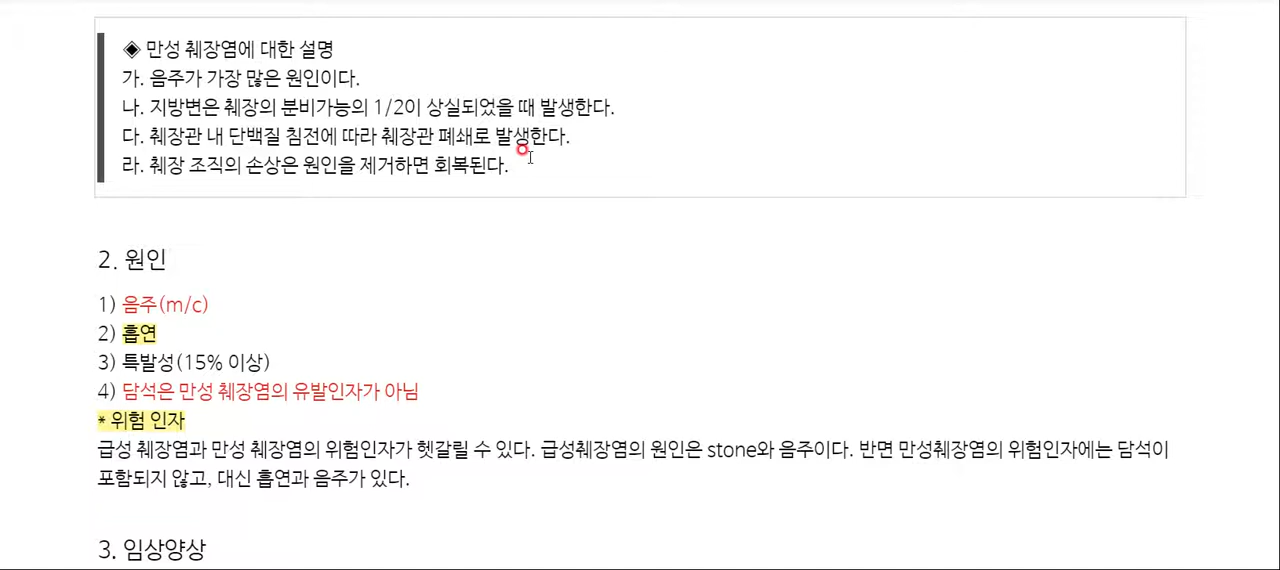 ◈ 만성 췌장염에 대한 설명
가. 음주가 가장 많은 원인이다.
나. 지방변은 췌장의 분비가능의 1/2이 상실되었을 때 발생한다.
다. 췌장관 내 단백질 침전에 따라 췌장관 폐쇄로 발생한다.
라. 췌장 조직의 손상은 원인을 제거하면 회복된다.
2. 원인
1) 음주(m/c)
2) 흡연
3) 특발성(15% 이상)
4) 담석은 만성 췌장염의 유발인자가 아님
* 위험 인자
급성 췌장염과 만성 췌장염의 위험인자가 헷갈릴 수 있다. 급성췌장염의 원인은 stone와 음주이다. 반면 만성췌장염의 위험인자에는 담석이
포함되지 않고, 대신 흡연과 음주가 있다.
3. 임상양상